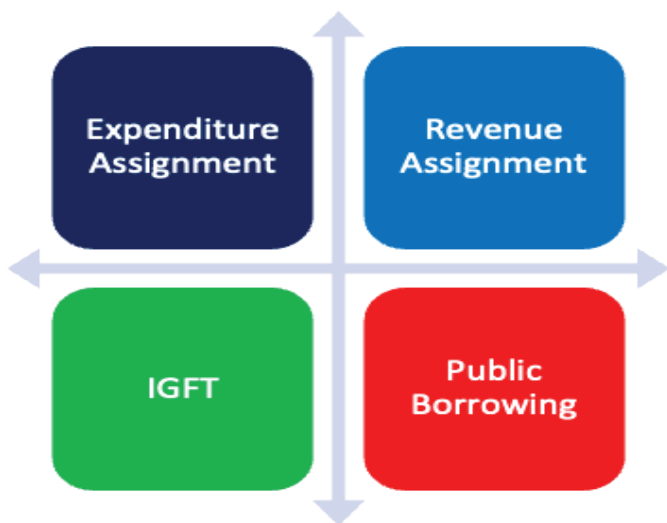 Expenditure
Assignment
Revenue
Assignment
IGFT
Public
Borrowing